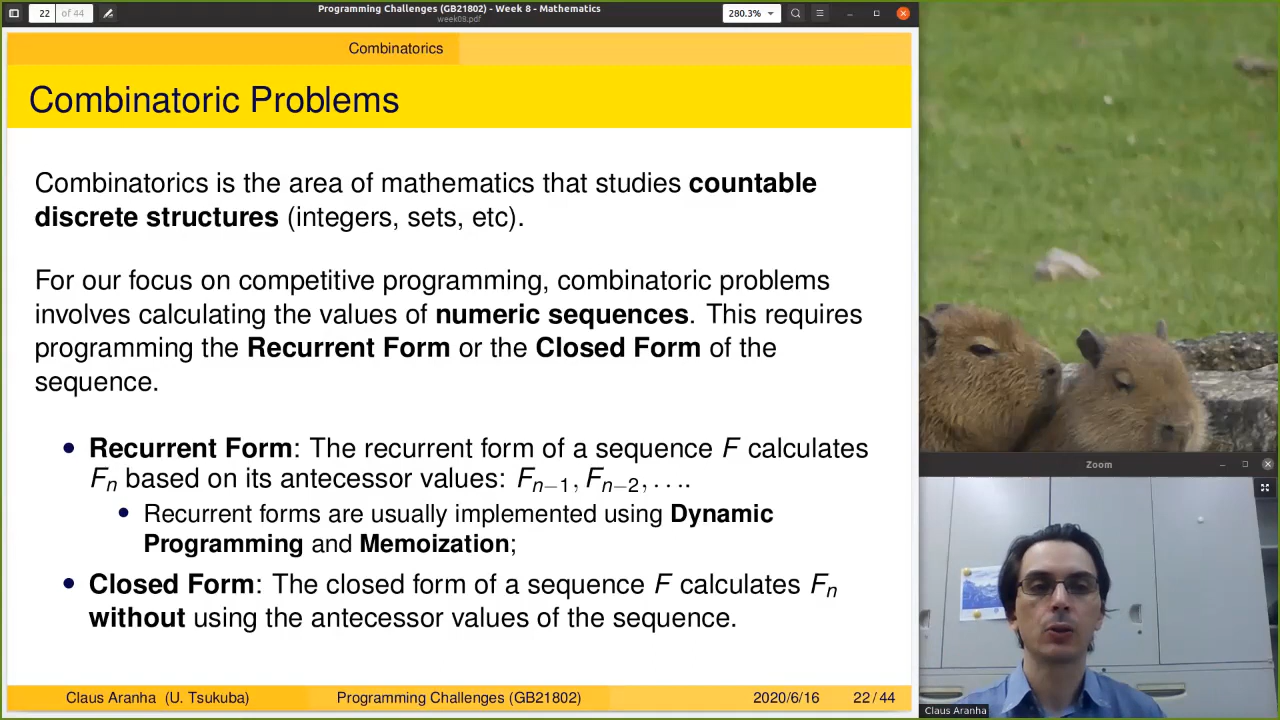 22 of 44
Programming Challenges (GB21802) - Week 8 - Mathematics
week08.pdf
280.3%
Combinatorics
Combinatoric Problems
Combinatorics is the area of mathematics that studies countable
discrete structures (integers, sets, etc).
For our focus on competitive programming, combinatoric problems
involves calculating the values of numeric sequences. This requires
programming the Recurrent Form or the Closed Form of the
sequence.
• Recurrent Form: The recurrent form of a sequence F calculates
Fn based on its antecessor values: Fn−1, Fn−2, . . ..
• Recurrent forms are usually implemented using Dynamic
Programming and Memoization;
• Closed Form: The closed form of a sequence F calculates Fn
without using the antecessor values of the sequence.
Claus Aranha (U. Tsukuba) Programming Challenges (GB21802) 2020/6/16 22 / 44
Zoom
Claus Aranha